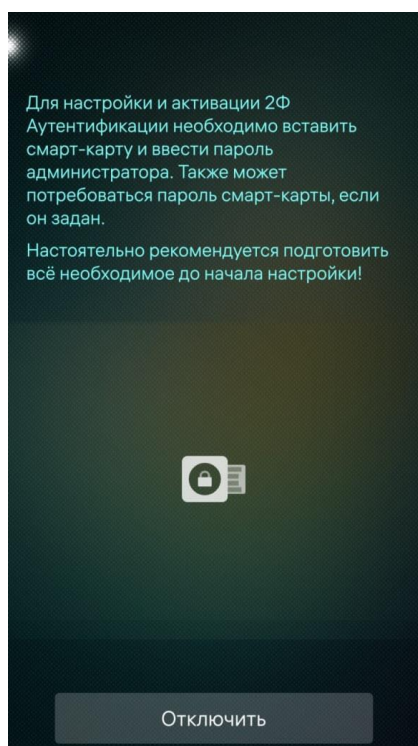 Для настройки и активации 2Ф
Аутентификации необходимо вставить
смарт-карту и ввести пароль
администратора. Также может
потребоваться пароль смарт-карты, если
он задан.
Настоятельно рекомендуется подготовить
всё необходимое до начала настройки!
Отключить